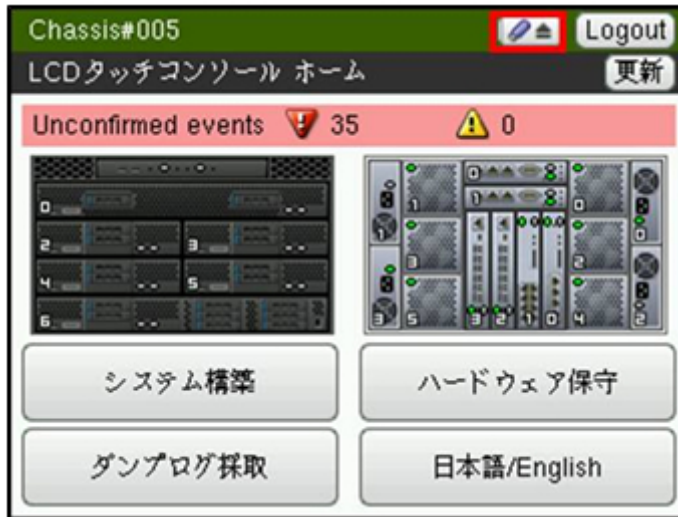 Chassis#005
Logout
LCDタッチコンソール ホーム
更新
Unconfirmed events 35 0
システム構築
ハードウェア保守
ダンプログ採取
日本語/English